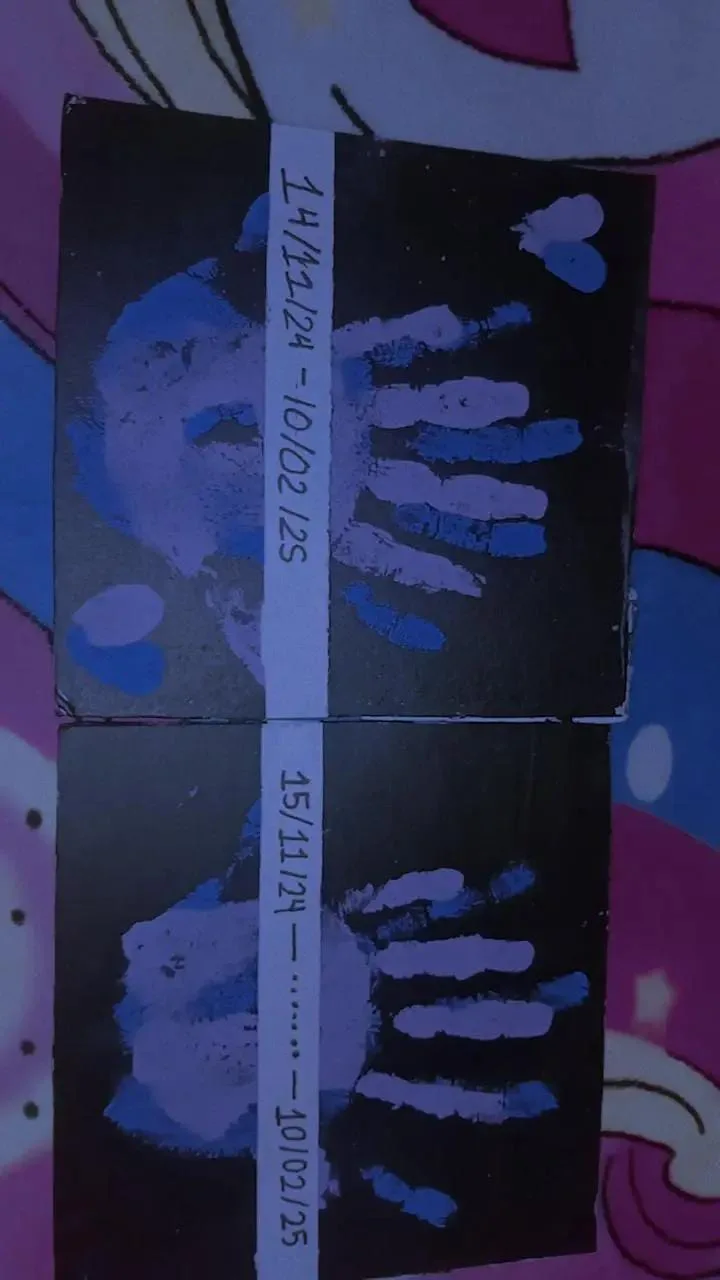 14/11/24 - 10/02/25
15/11/24 — ....... — 10/02/25